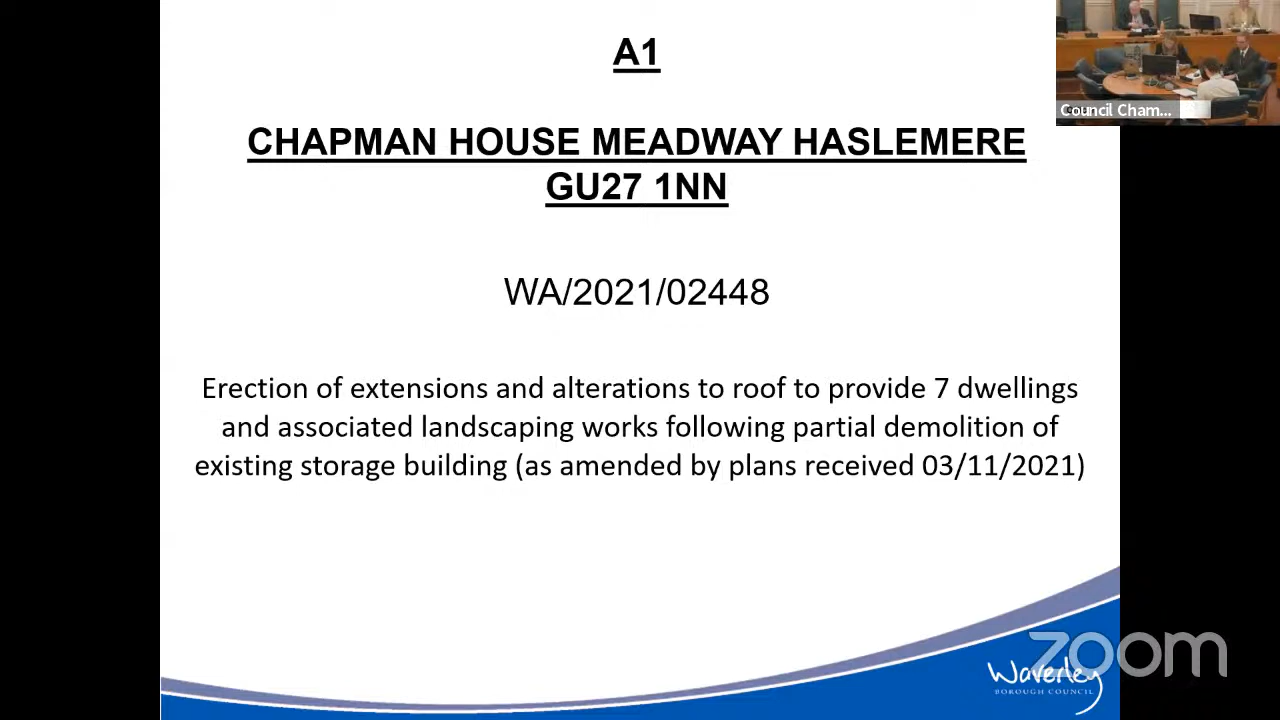 A1
CHAPMAN HOUSE MEADWAY HASLEMERE
GU27 1NN
WA/2021/02448
Erection of extensions and alterations to roof to provide 7 dwellings
and associated landscaping works following partial demolition of
existing storage building (as amended by plans received 03/11/2021)
Council Cham...
zoom
Waverley
BOROUGH COUNCIL